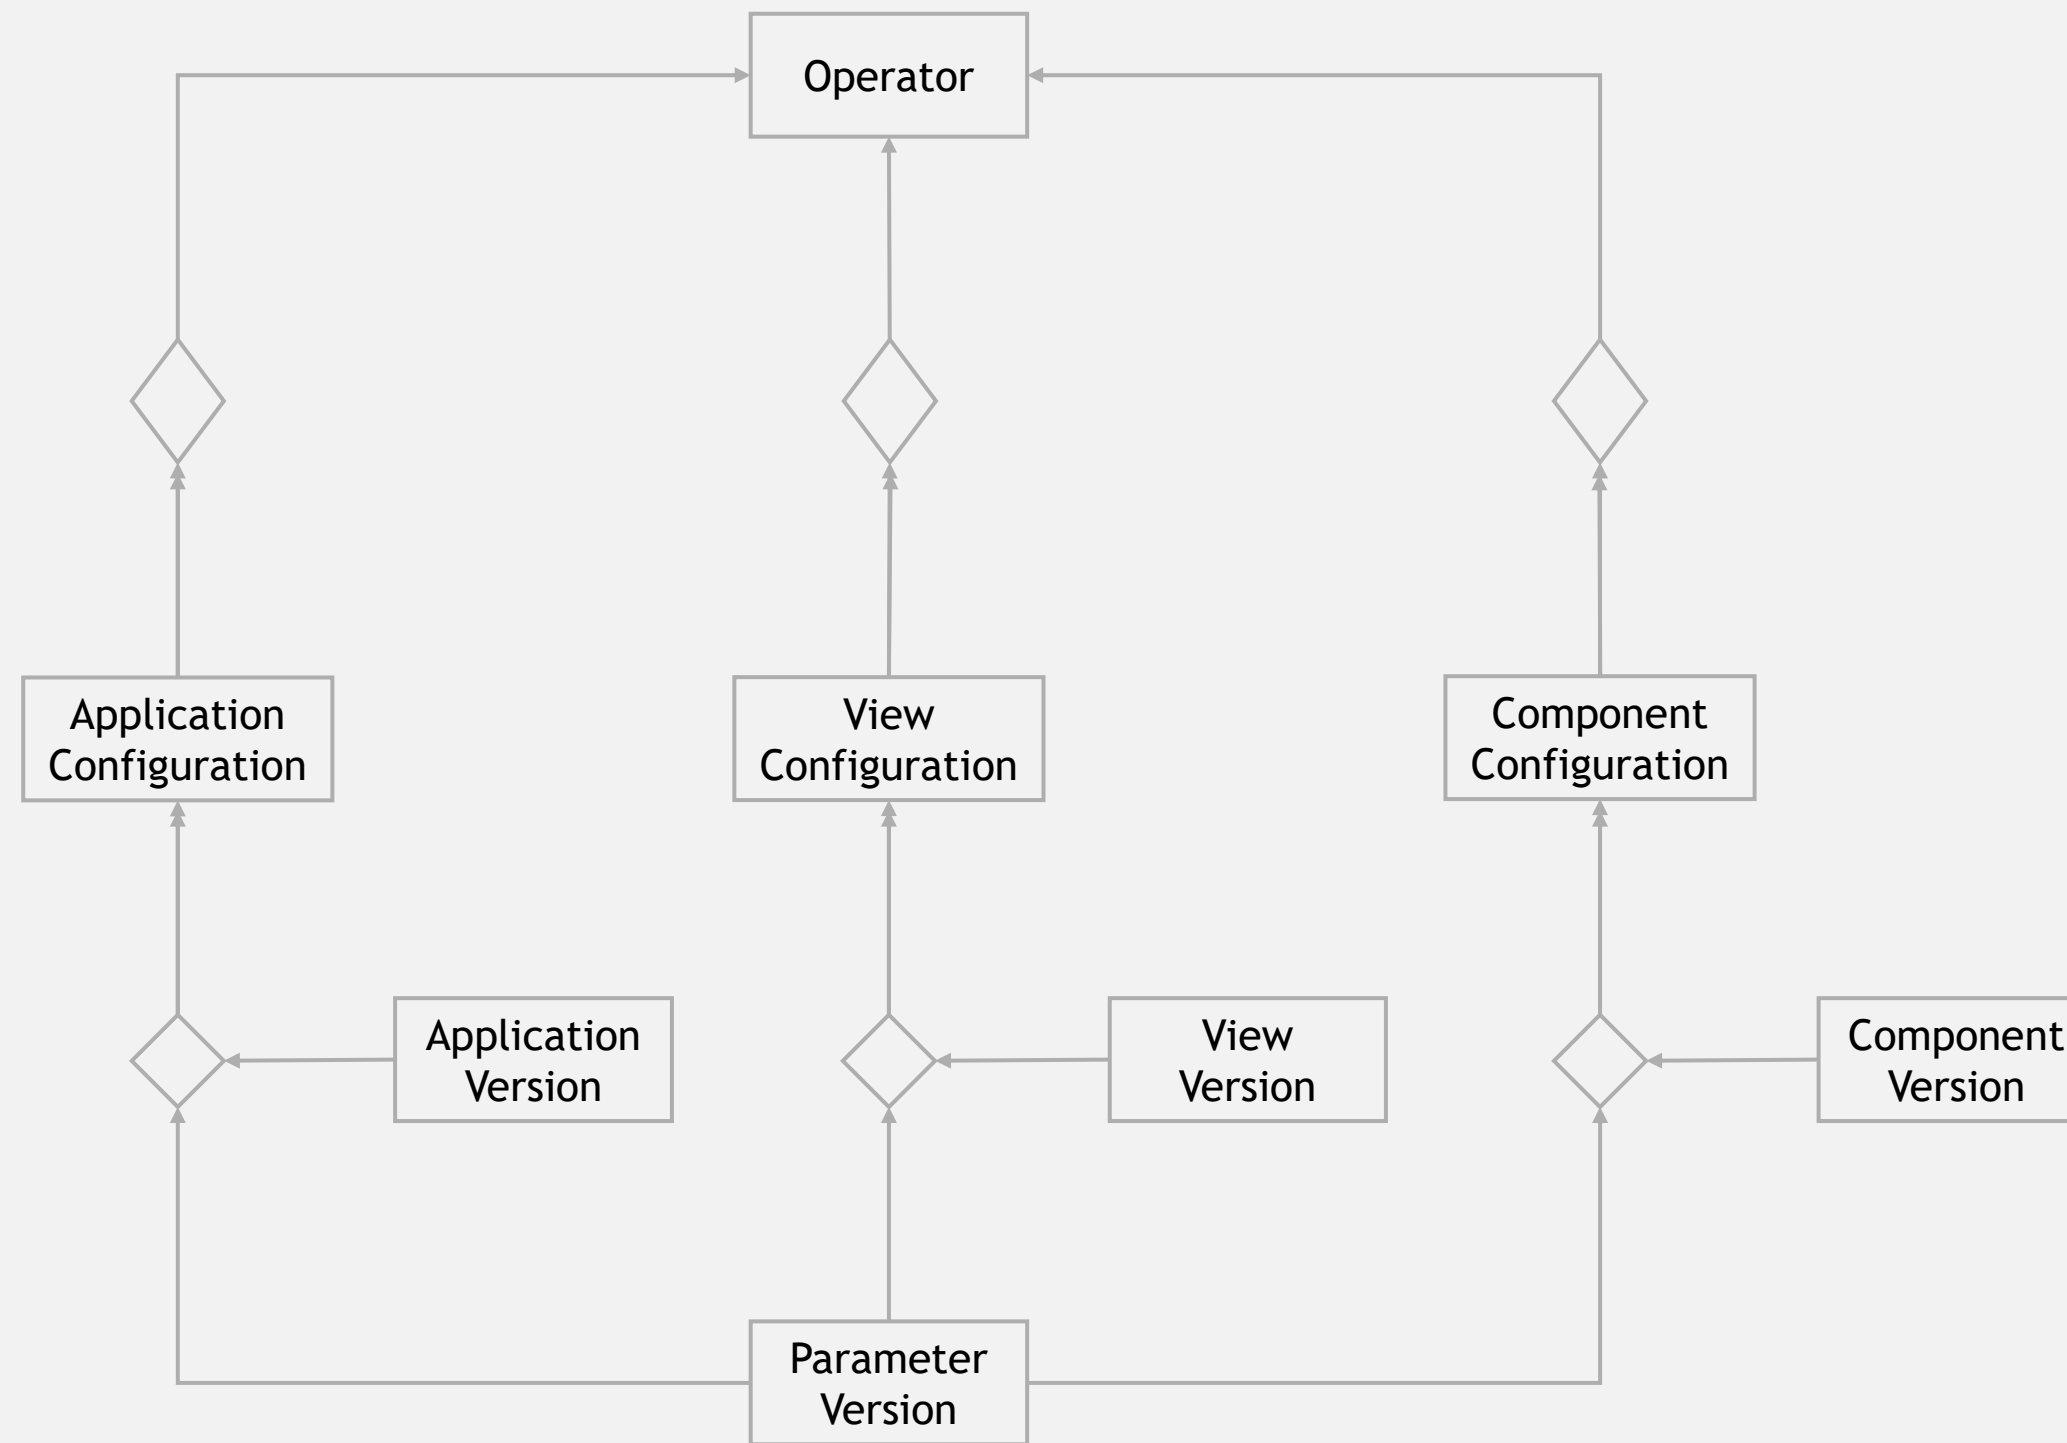 Operator
Application
Configuration
View
Configuration
Component
Configuration
Application
Version
View
Version
Component
Version
Parameter
Version